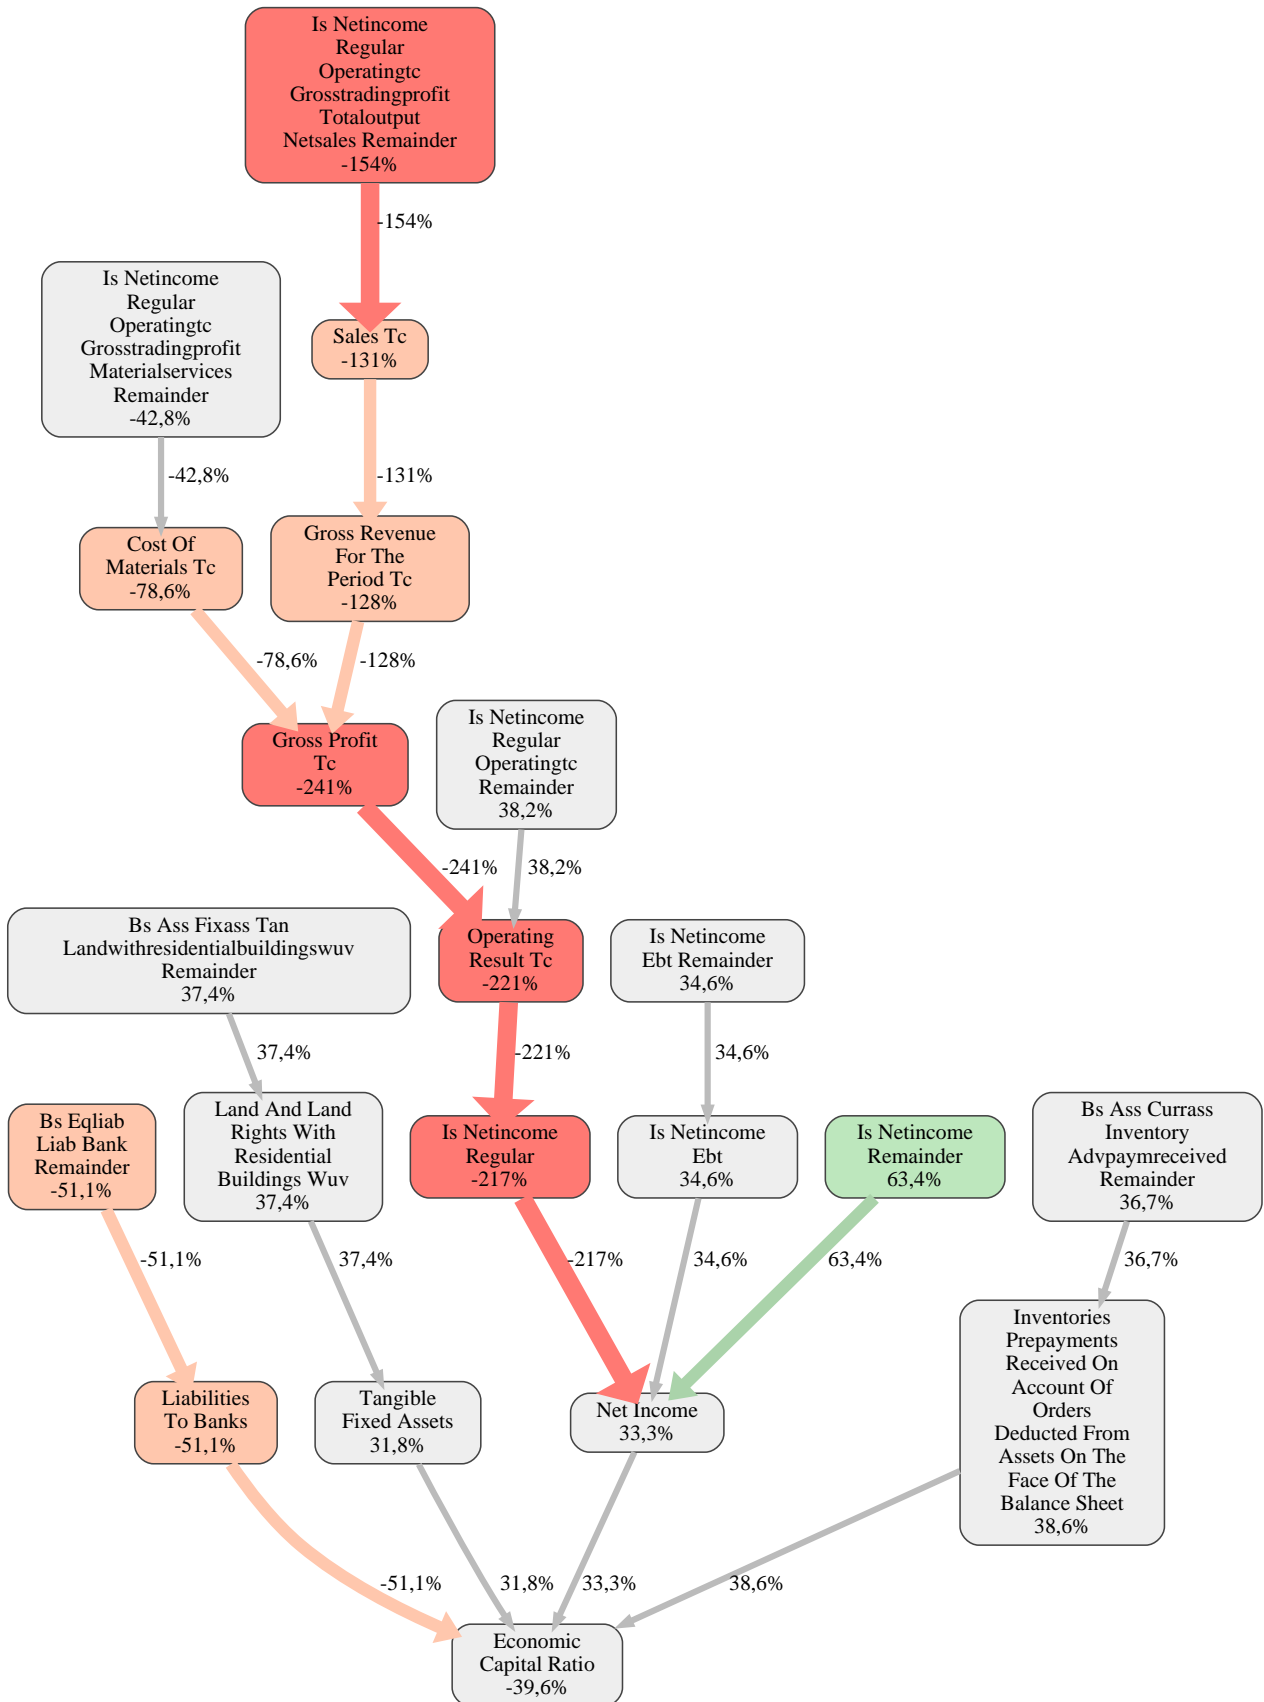 Is Netincome
Regular
Operatingtc
Grosstradingprofit
Totaloutput
Netsales Remainder
-154%
-154%
Is Netincome
Regular
Operatingtc
Grosstradingprofit
Materialservices
Remainder
-42,8%
Sales Tc
-131%
-42,8%
-131%
Cost Of
Materials Tc
-78,6%
Gross Revenue
For The
Period Tc
-128%
-78,6%
-128%
Gross Profit
Tc
-241%
Is Netincome
Regular
Operatingtc
Remainder
38,2%
-241%
38,2%
Bs Ass Fixass Tan
Landwithresidentialbuildingswuv
Remainder
37,4%
Operating
Result Tc
-221%
Is Netincome
Ebt Remainder
34,6%
37,4%
-221%
34,6%
Bs Eqliab
Liab Bank
Remainder
-51,1%
Land And Land
Rights With
Residential
Buildings Wuv
37,4%
Is Netincome
Regular
-217%
Is Netincome
Ebt
34,6%
Is Netincome
Remainder
63,4%
Bs Ass Currass
Inventory
Advpaymreceived
Remainder
36,7%
-51,1%
37,4%
-217%
34,6%
63,4%
36,7%
Liabilities
To Banks
-51,1%
Tangible
Fixed Assets
31,8%
Net Income
33,3%
Inventories
Prepayments
Received On
Account Of
Orders
Deducted From
Assets On The
Face Of The
Balance Sheet
38,6%
-51,1%
31,8%
33,3%
38,6%
Economic
Capital Ratio
-39,6%